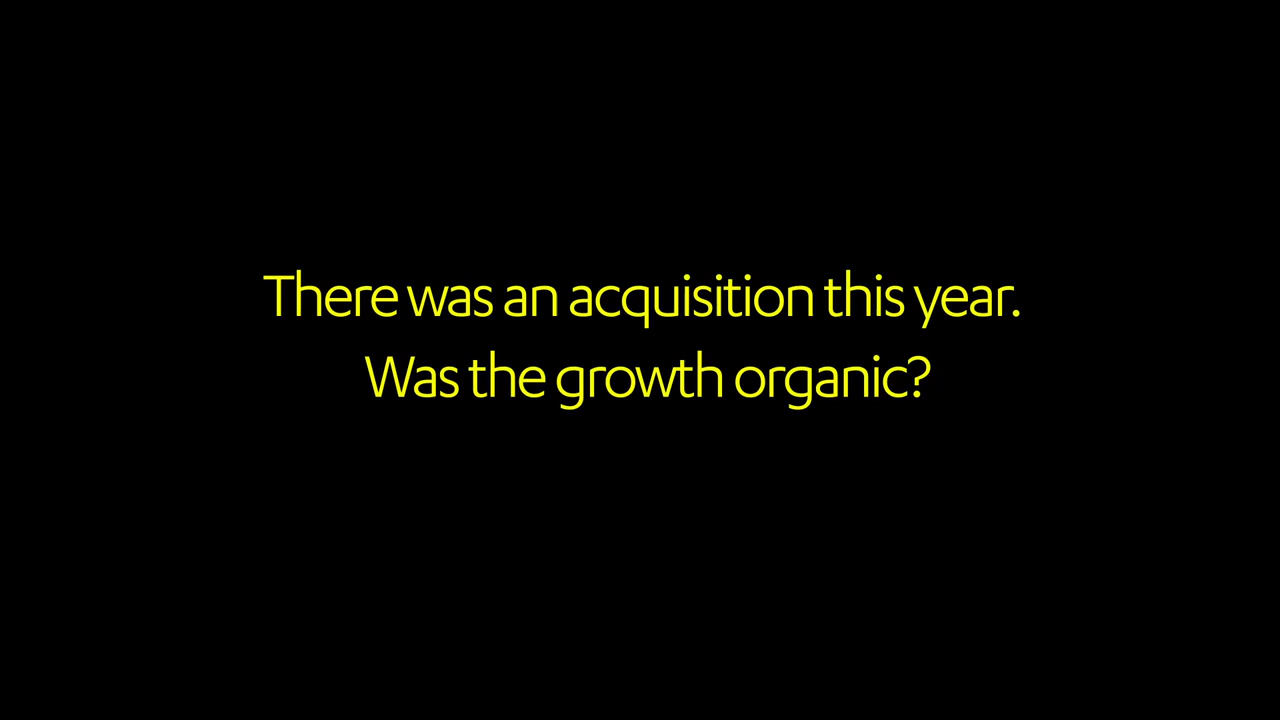 There was an acquisition this year.
Was the growth organic?